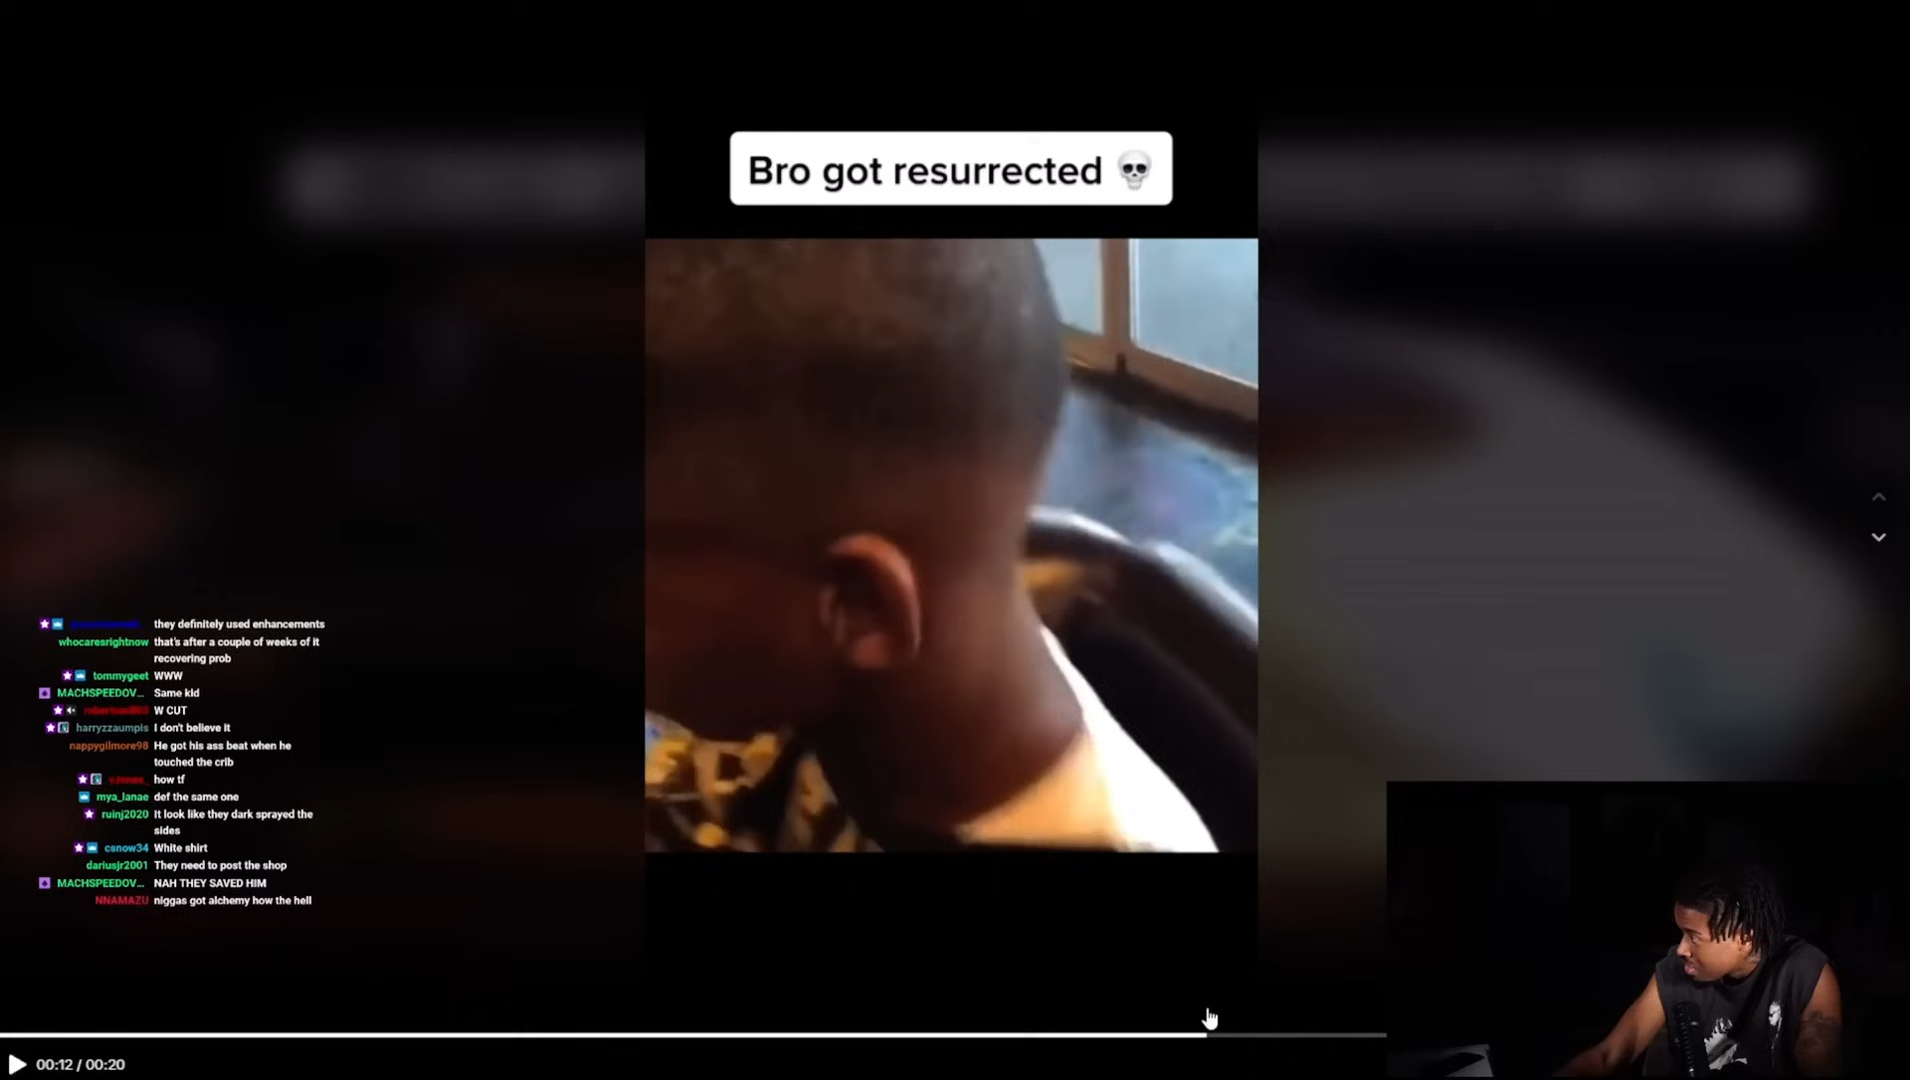 Bro got resurrected 💀
they definitely used enhancements
whocaresrightnow that's after a couple of weeks of it
recovering prob
tommygeet WWW
MACHSPEEDOV... Same kid
W CUT
harryzzaumpis I don't believe it
nappygilmore98 He got his ass beat when he
touched the crib
how tf
mya_lanae def the same one
ruinj2020 It look like they dark sprayed the
sides
csnow34 White shirt
dariusjr2001 They need to post the shop
MACHSPEEDOV... NAH THEY SAVED HIM
NNAMAZU niggas got alchemy how the hell
00:12 / 00:20